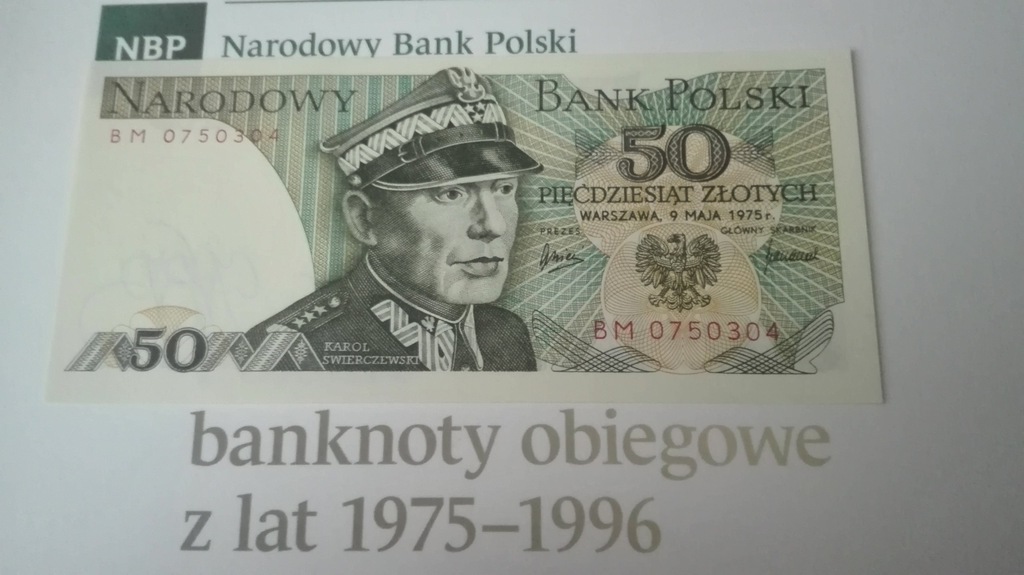 NBP Narodowy Bank Polski
NARODOWY BANK POLSKI
BM 0750304
50
PIĘĆDZIESIĄT ZŁOTYCH
WARSZAWA, 9 MAJA 1975 r.
PREZES GŁÓWNY SKARBNIK
BM 0750304
50
KAROL
ŚWIERCZEWSKI
banknoty obiegowe
z lat 1975–1996